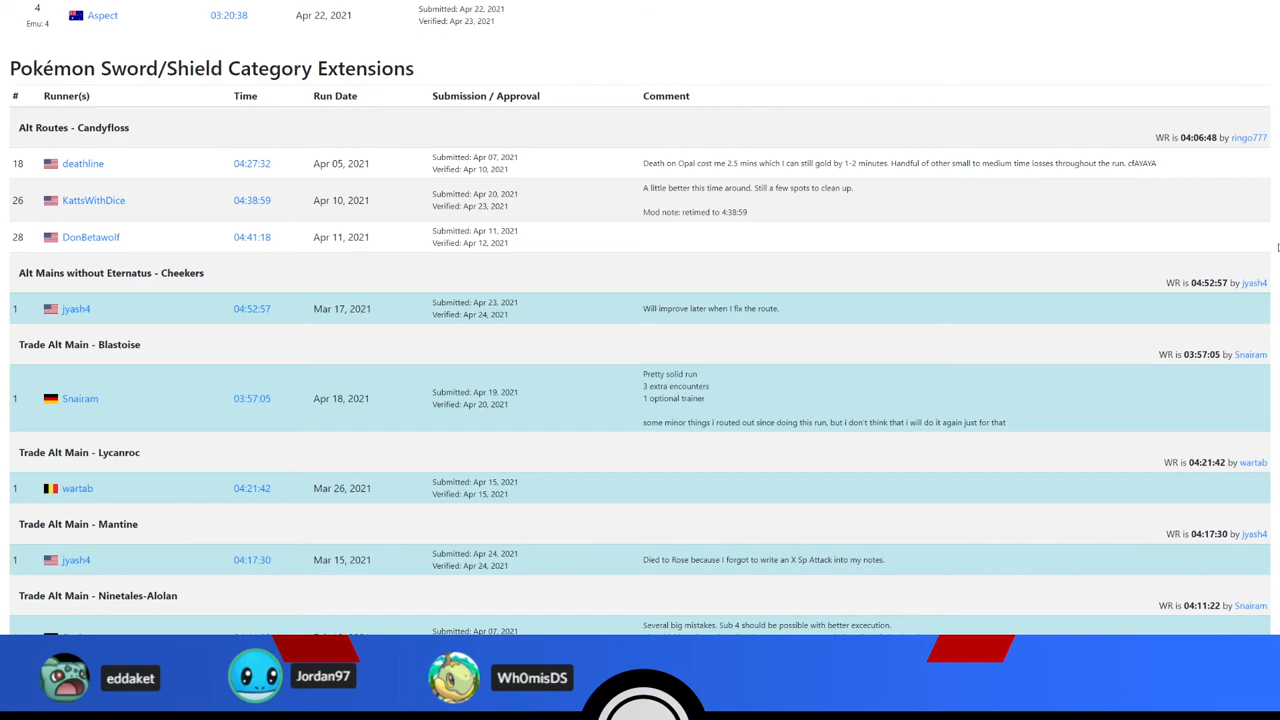 4
Emu: 4
Aspect 03:20:38 Apr 22, 2021
Submitted: Apr 22, 2021
Verified: Apr 23, 2021
Pokémon Sword/Shield Category Extensions
# Runner(s) Time Run Date Submission / Approval Comment
Alt Routes - Candyfloss
WR is 04:06:48 by ringo777
18 deathline 04:27:32 Apr 05, 2021
Submitted: Apr 07, 2021
Verified: Apr 10, 2021
Death on Opal cost me 2.5 mins which I can still gold by 1-2 minutes. Handful of other small to medium time losses throughout the run. cfAYAYA
26 KattsWithDice 04:38:59 Apr 10, 2021
Submitted: Apr 20, 2021
Verified: Apr 23, 2021
A little better this time around. Still a few spots to clean up.
Mod note: retimed to 4:38:59
28 DonBetawolf 04:41:18 Apr 11, 2021
Submitted: Apr 11, 2021
Verified: Apr 12, 2021
Alt Mains without Eternatus - Cheekers
WR is 04:52:57 by jyash4
1 jyash4 04:52:57 Mar 17, 2021
Submitted: Apr 23, 2021
Verified: Apr 24, 2021
Will improve later when I fix the route.
Trade Alt Main - Blastoise
WR is 03:57:05 by Snairam
1 Snairam 03:57:05 Apr 18, 2021
Submitted: Apr 19, 2021
Verified: Apr 20, 2021
Pretty solid run
3 extra encounters
1 optional trainer
some minor things i routed out since doing this run, but i don't think that i will do it again just for that
Trade Alt Main - Lycanroc
WR is 04:21:42 by wartab
1 wartab 04:21:42 Mar 26, 2021
Submitted: Apr 15, 2021
Verified: Apr 15, 2021
Trade Alt Main - Mantine
WR is 04:17:30 by jyash4
1 jyash4 04:17:30 Mar 15, 2021
Submitted: Apr 24, 2021
Verified: Apr 24, 2021
Died to Rose because I forgot to write an X Sp Attack into my notes.
Trade Alt Main - Ninetales-Alolan
WR is 04:11:22 by Snairam
Submitted: Apr 07, 2021
Several big mistakes. Sub 4 should be possible with better excecution.
eddaket
Jordan97
Wh0misDS